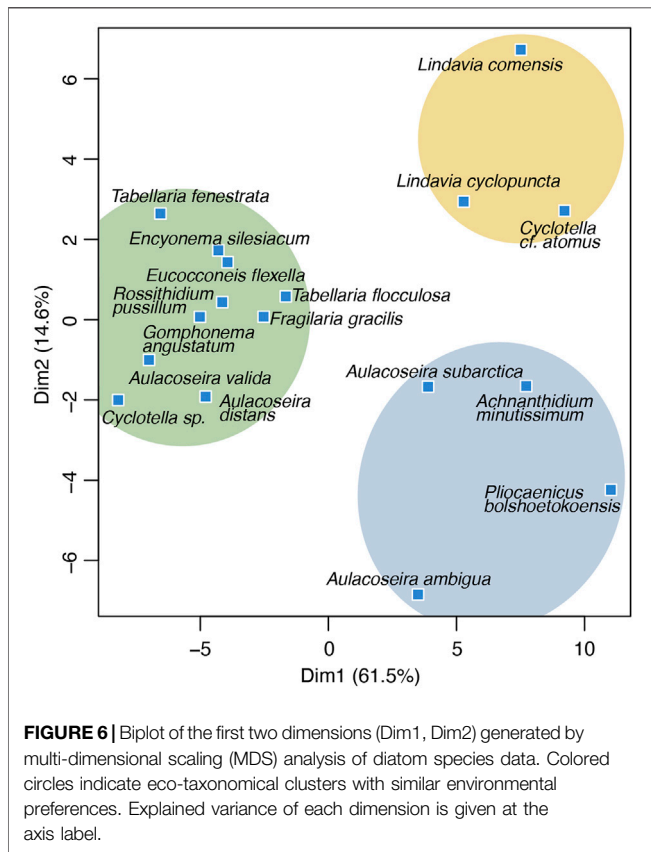 Lindavia comensis
Lindavia cyclopuncta
Cyclotella
cf. atomus
Tabellaria fenestrata
Encyonema silesiacum
Eucocconeis flexella
Rossithidium
pussillum
Tabellaria flocculosa
Fragilaria gracilis
Gomphonema
angustatum
Aulacoseira valida
Aulacoseira
distans
Cyclotella sp.
Aulacoseira subarctica
Achnanthidium
minutissimum
Pliocaenicus
bolshoetokoensis
Aulacoseira ambigua
6
4
2
0
−2
−4
−6
Dim2 (14.6%)
−5
0
5
10
Dim1 (61.5%)
FIGURE 6 | Biplot of the first two dimensions (Dim1, Dim2) generated by
multi-dimensional scaling (MDS) analysis of diatom species data. Colored
circles indicate eco-taxonomical clusters with similar environmental
preferences. Explained variance of each dimension is given at the
axis label.